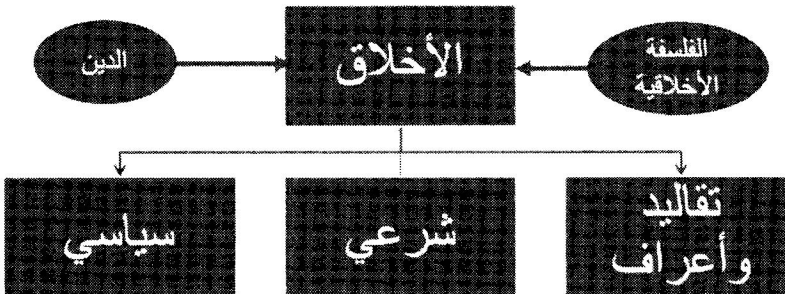 الفلسفة
الأخلاقية
الأخلاق
الدين
تقاليد
وأعراف
شرعي
سياسي